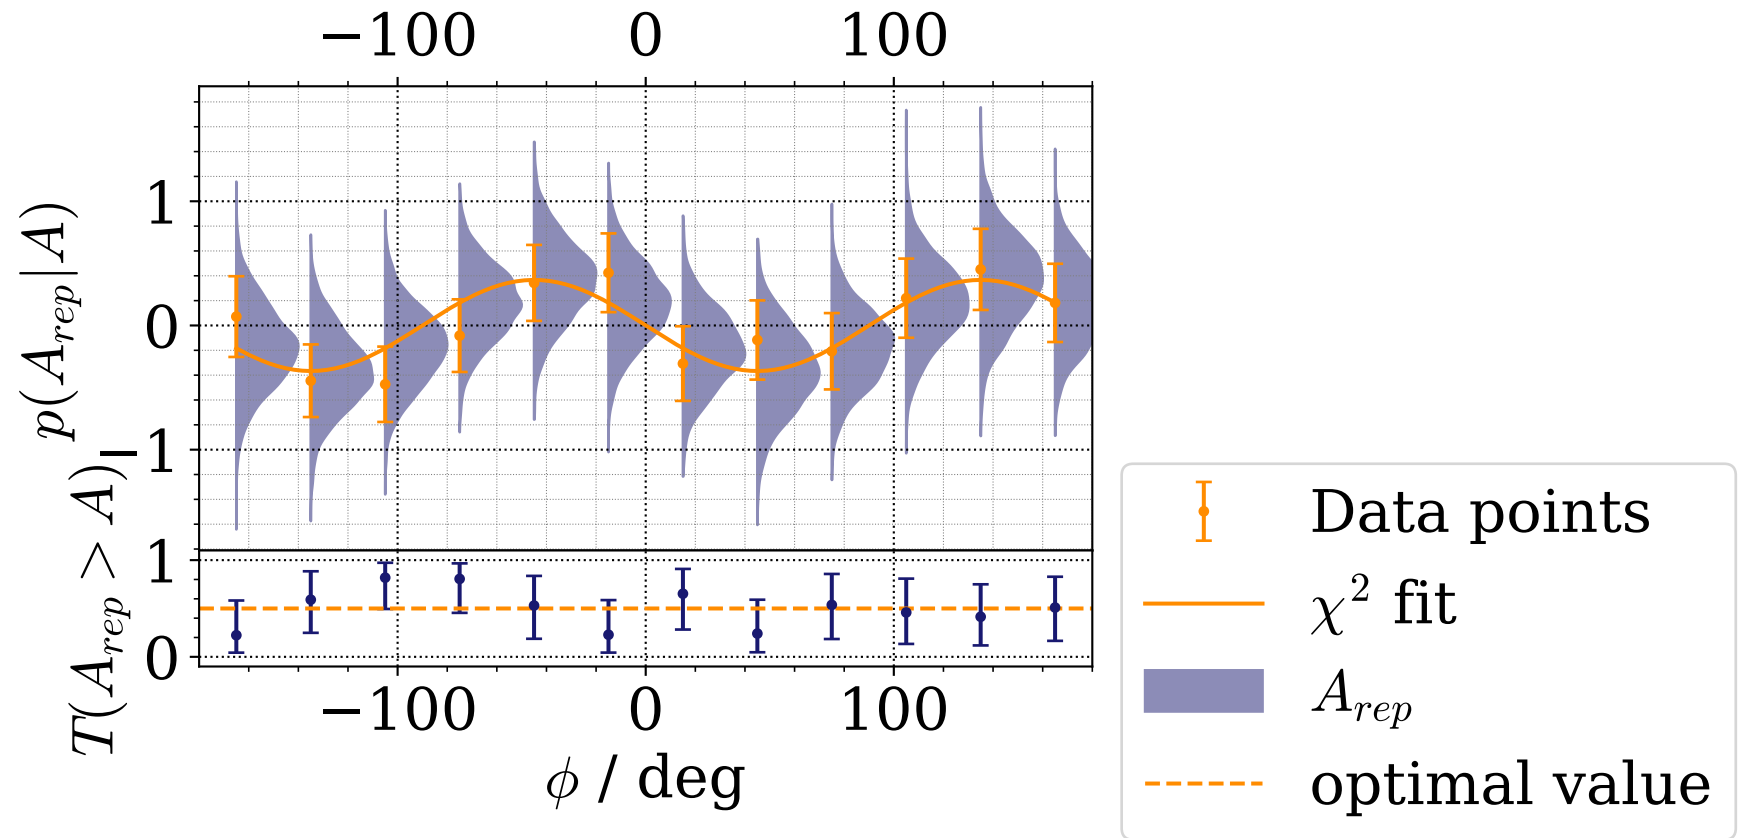 −100 0 100
p(A_rep|A)
1
0
−1
T(A_rep > A)
1
0
−100 0 100
ϕ / deg
Data points
χ² fit
A_rep
optimal value